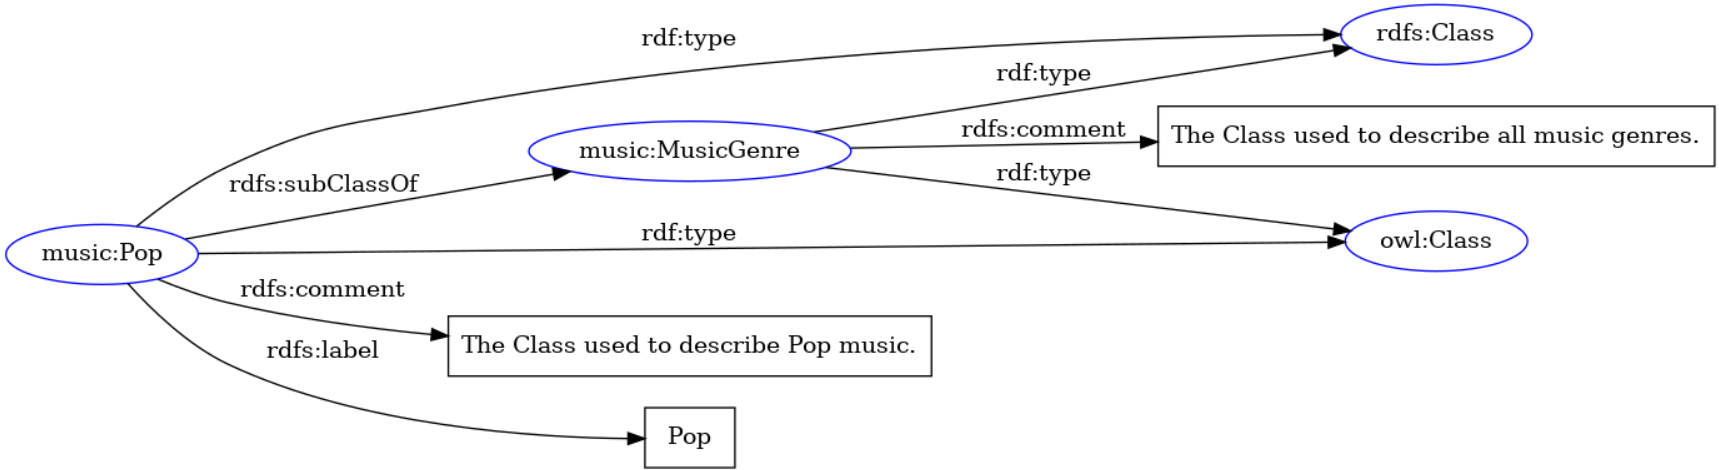 rdf:type
rdfs:Class
rdf:type
rdfs:comment
The Class used to describe all music genres.
music:MusicGenre
rdf:type
rdfs:subClassOf
rdf:type
owl:Class
music:Pop
rdfs:comment
The Class used to describe Pop music.
rdfs:label
Pop